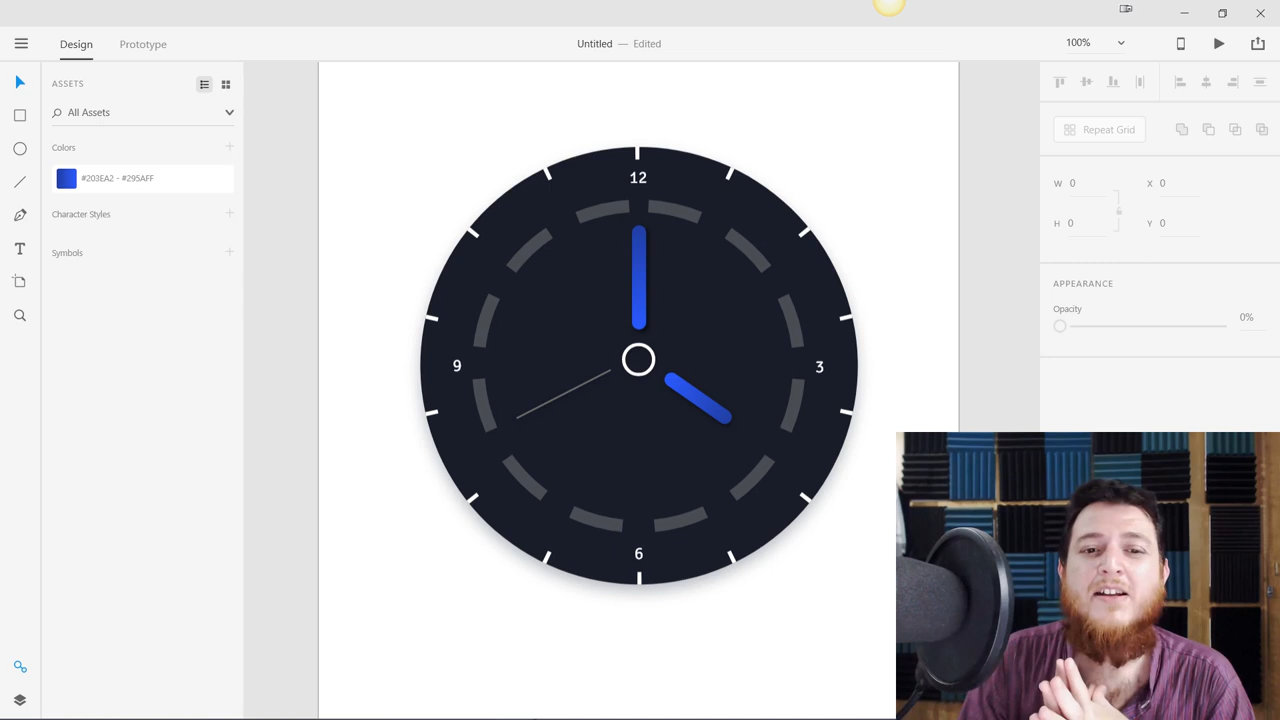 Design Prototype Untitled — Edited 100%
ASSETS
All Assets
Repeat Grid
Colors
#203EA2 - #295AFF
Character Styles
Symbols
W 0 X 0
H 0 Y 0
APPEARANCE
Opacity
0%
12
9 3
6